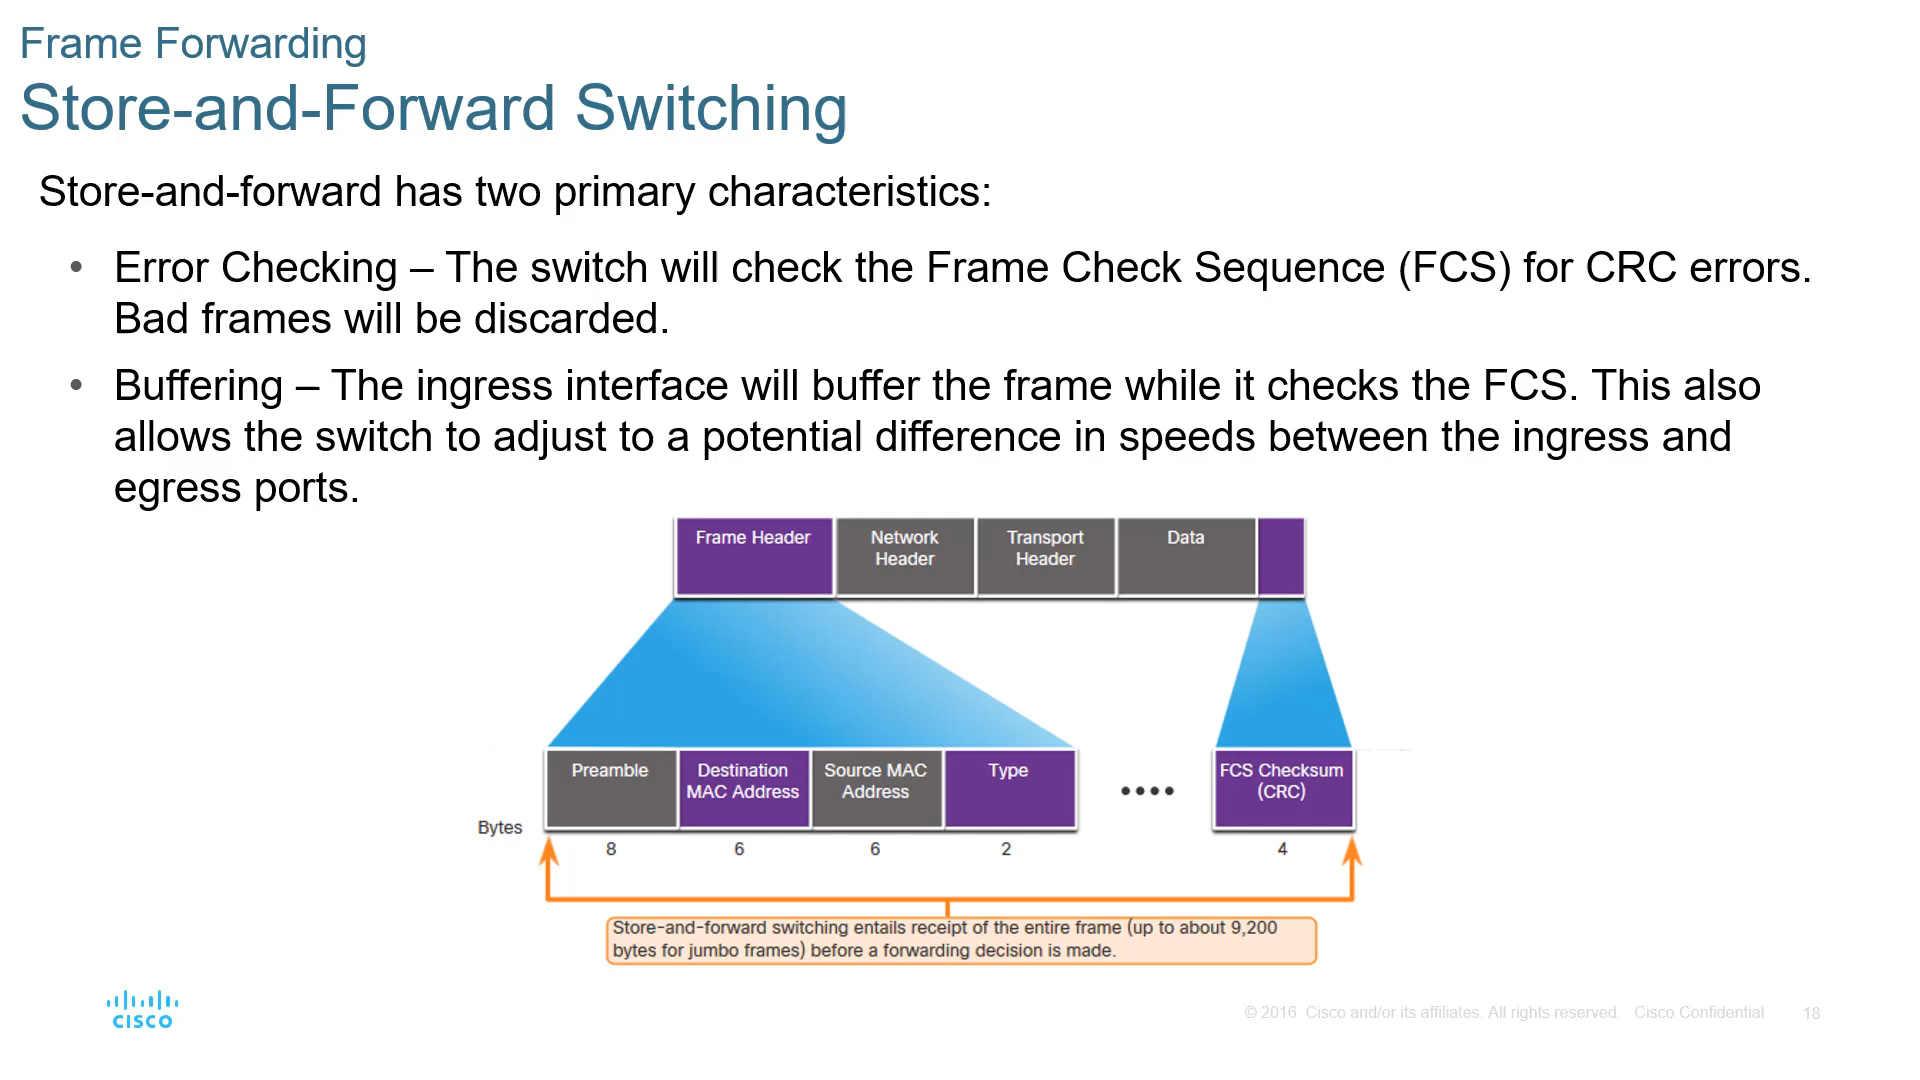 Frame Forwarding
Store-and-Forward Switching
Store-and-forward has two primary characteristics:
• Error Checking – The switch will check the Frame Check Sequence (FCS) for CRC errors.
Bad frames will be discarded.
• Buffering – The ingress interface will buffer the frame while it checks the FCS. This also
allows the switch to adjust to a potential difference in speeds between the ingress and
egress ports.
Frame Header
Network
Header
Transport
Header
Data
Preamble
Destination
MAC Address
Source MAC
Address
Type
••••
FCS Checksum
(CRC)
Bytes
8
6
6
2
4
Store-and-forward switching entails receipt of the entire frame (up to about 9,200
bytes for jumbo frames) before a forwarding decision is made.
CISCO
© 2016 Cisco and/or its affiliates. All rights reserved. Cisco Confidential
18